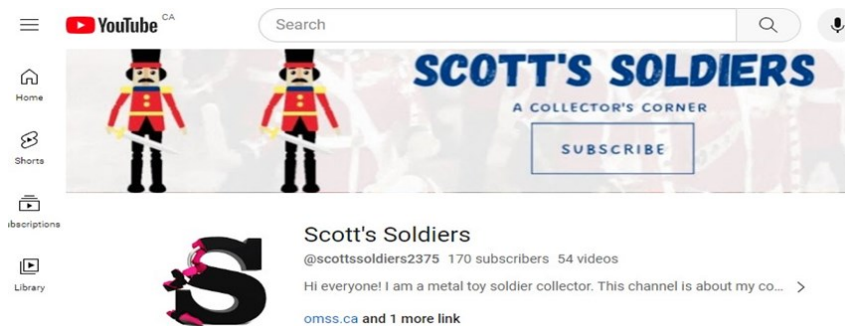 YouTube CA
Search
Home
Shorts
SCOTT'S SOLDIERS
A COLLECTOR'S CORNER
SUBSCRIBE
ubscriptions
Library
S
Scott's Soldiers
@scottssoldiers2375 170 subscribers 54 videos
Hi everyone! I am a metal toy soldier collector. This channel is about my co...
omss.ca and 1 more link